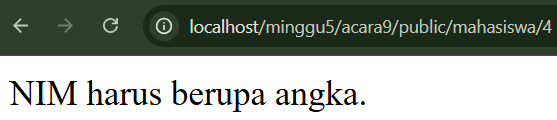 localhost/minggu5/acara9/public/mahasiswa/4
NIM harus berupa angka.